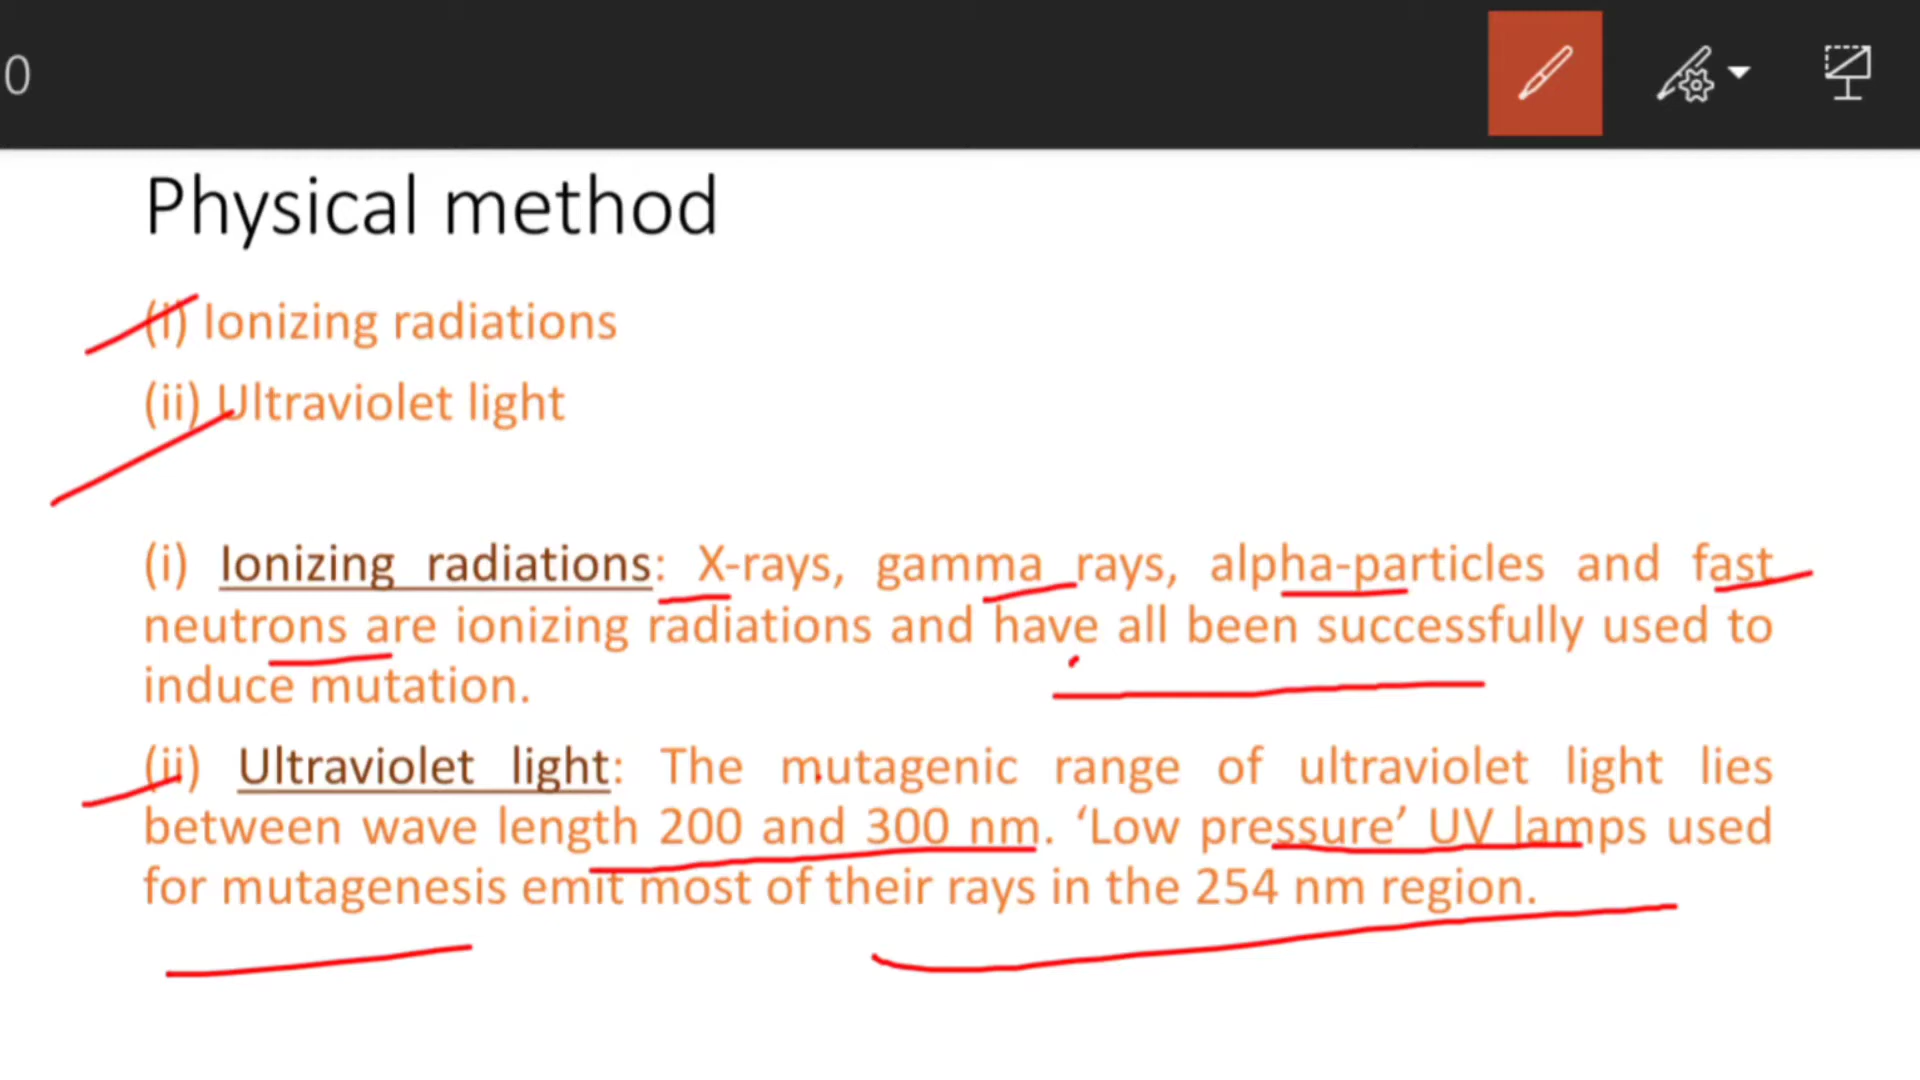 0
Physical method
(i) Ionizing radiations
(ii) Ultraviolet light
(i) Ionizing radiations: X-rays, gamma rays, alpha-particles and fast
neutrons are ionizing radiations and have all been successfully used to
induce mutation.
(ii) Ultraviolet light: The mutagenic range of ultraviolet light lies
between wave length 200 and 300 nm. ‘Low pressure’ UV lamps used
for mutagenesis emit most of their rays in the 254 nm region.